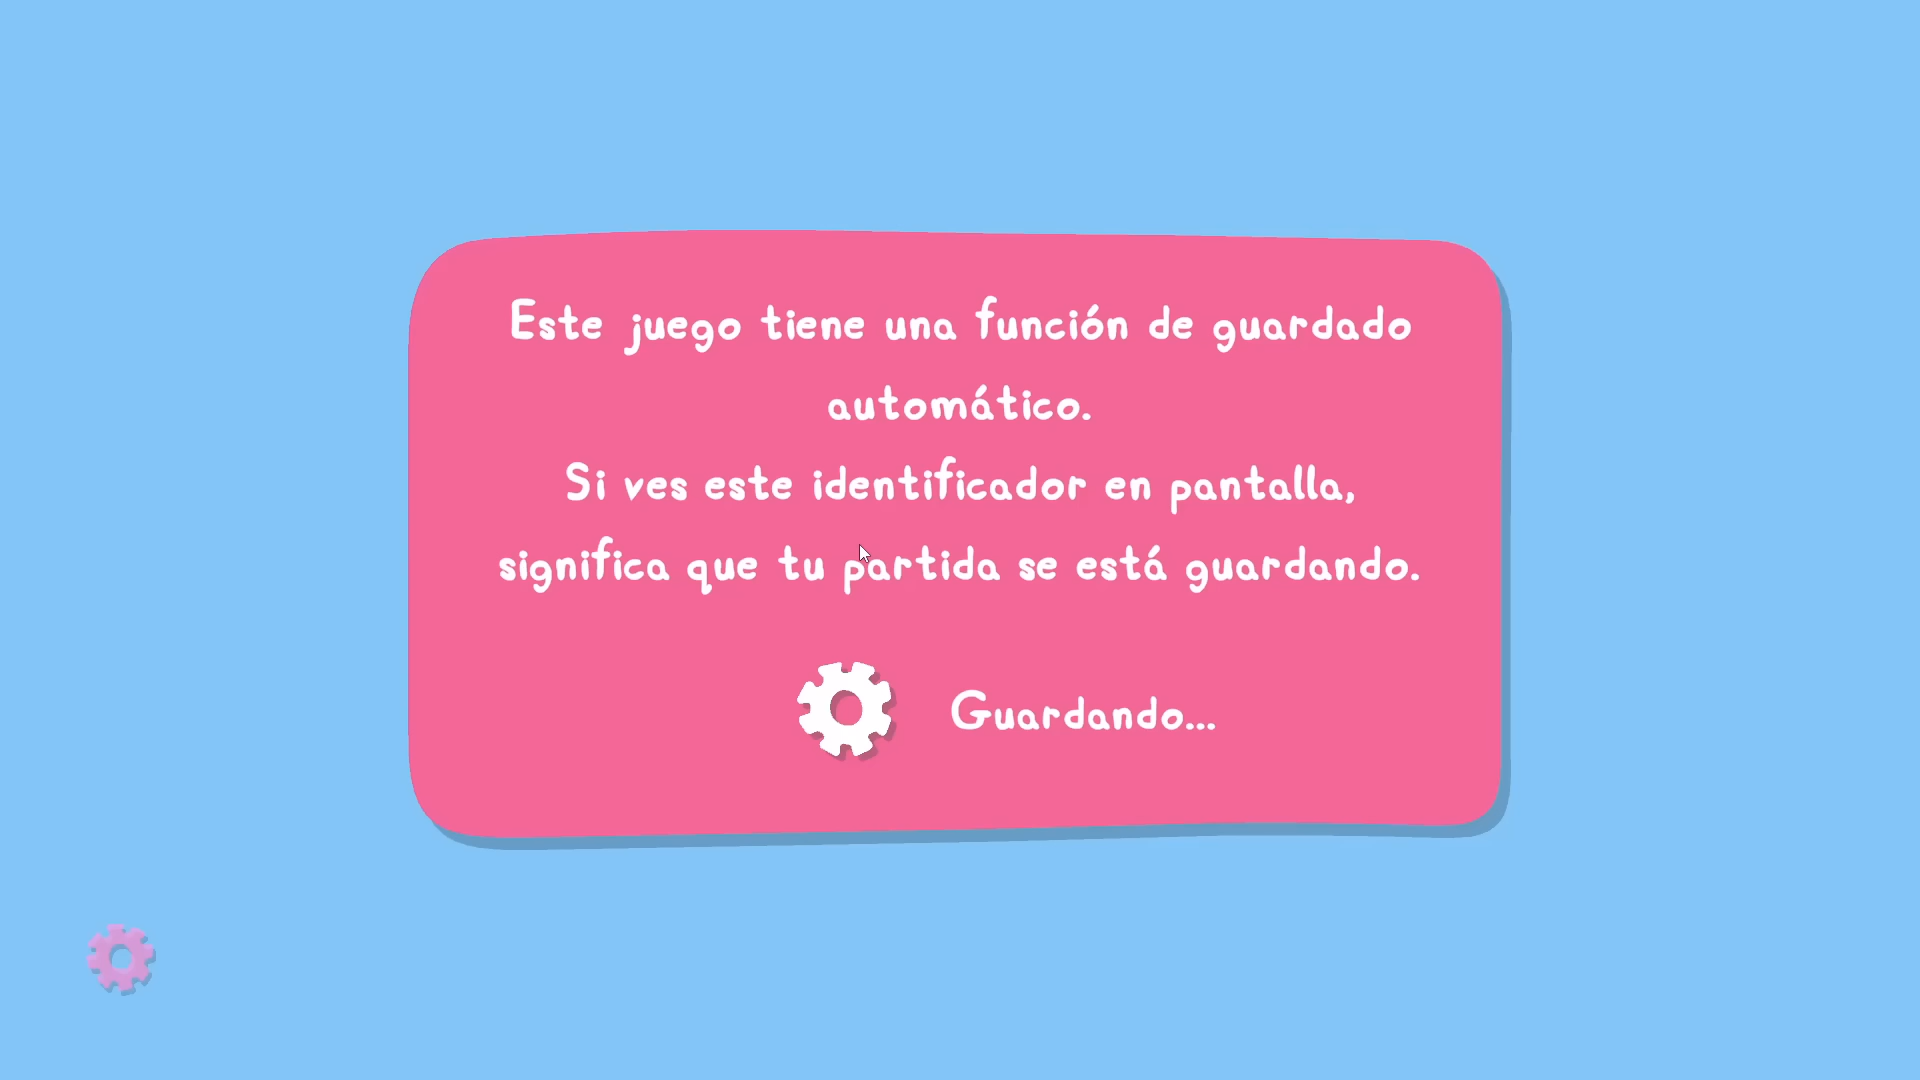 Este juego tiene una función de guardado
automático.
Si ves este identificador en pantalla,
significa que tu partida se está guardando.
Guardando...